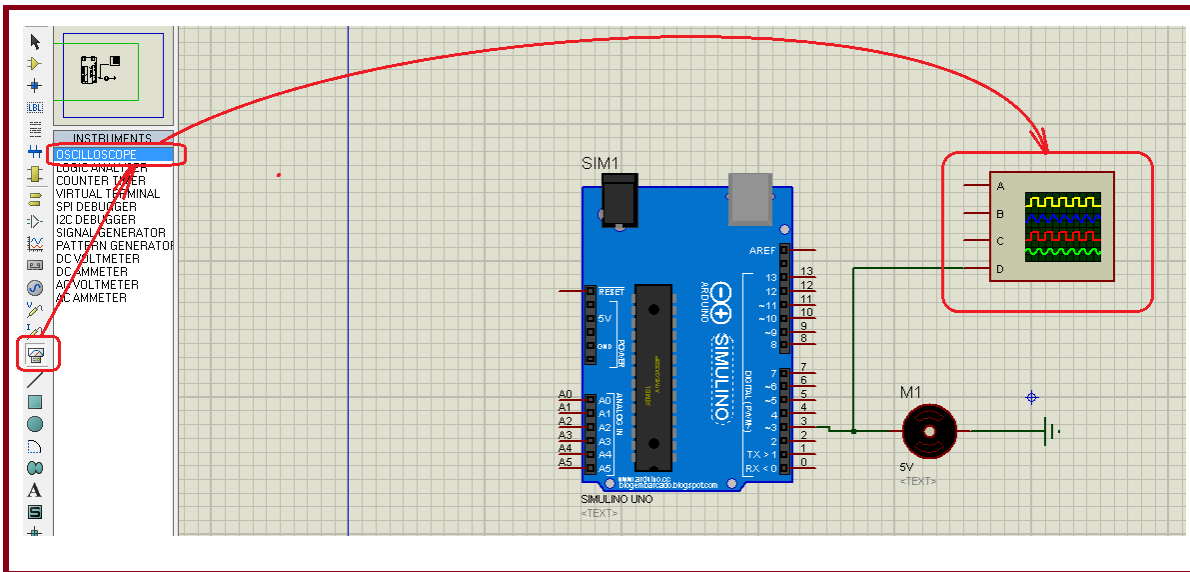 LBL
INSTRUMENTS
OSCILLOSCOPE
LOGIC ANALYSER
COUNTER TIMER
VIRTUAL TERMINAL
SPI DEBUGGER
I2C DEBUGGER
SIGNAL GENERATOR
PATTERN GENERATOR
DC VOLTMETER
DC AMMETER
AC VOLTMETER
AC AMMETER
V
I
A
S
SIM1
AREF
13 13
12 12
~11 11
~10 10
~9 9
8 8
7 7
~6 6
~5 5
4 4
~3 3
2 2
TX > 1 1
RX < 0 0
RESET
5V
GND
POWER
A0 A0
A1 A1
A2 A2
A3 A3
A4 A4
A5 A5
ANALOG IN
ATMEL
ARDUINO
SIMULINO
DIGITAL (PWM~)
www.arduino.cc
blogembarcado.blogspot.com
SIMULINO UNO
<TEXT>
A
B
C
D
M1
5V
<TEXT>